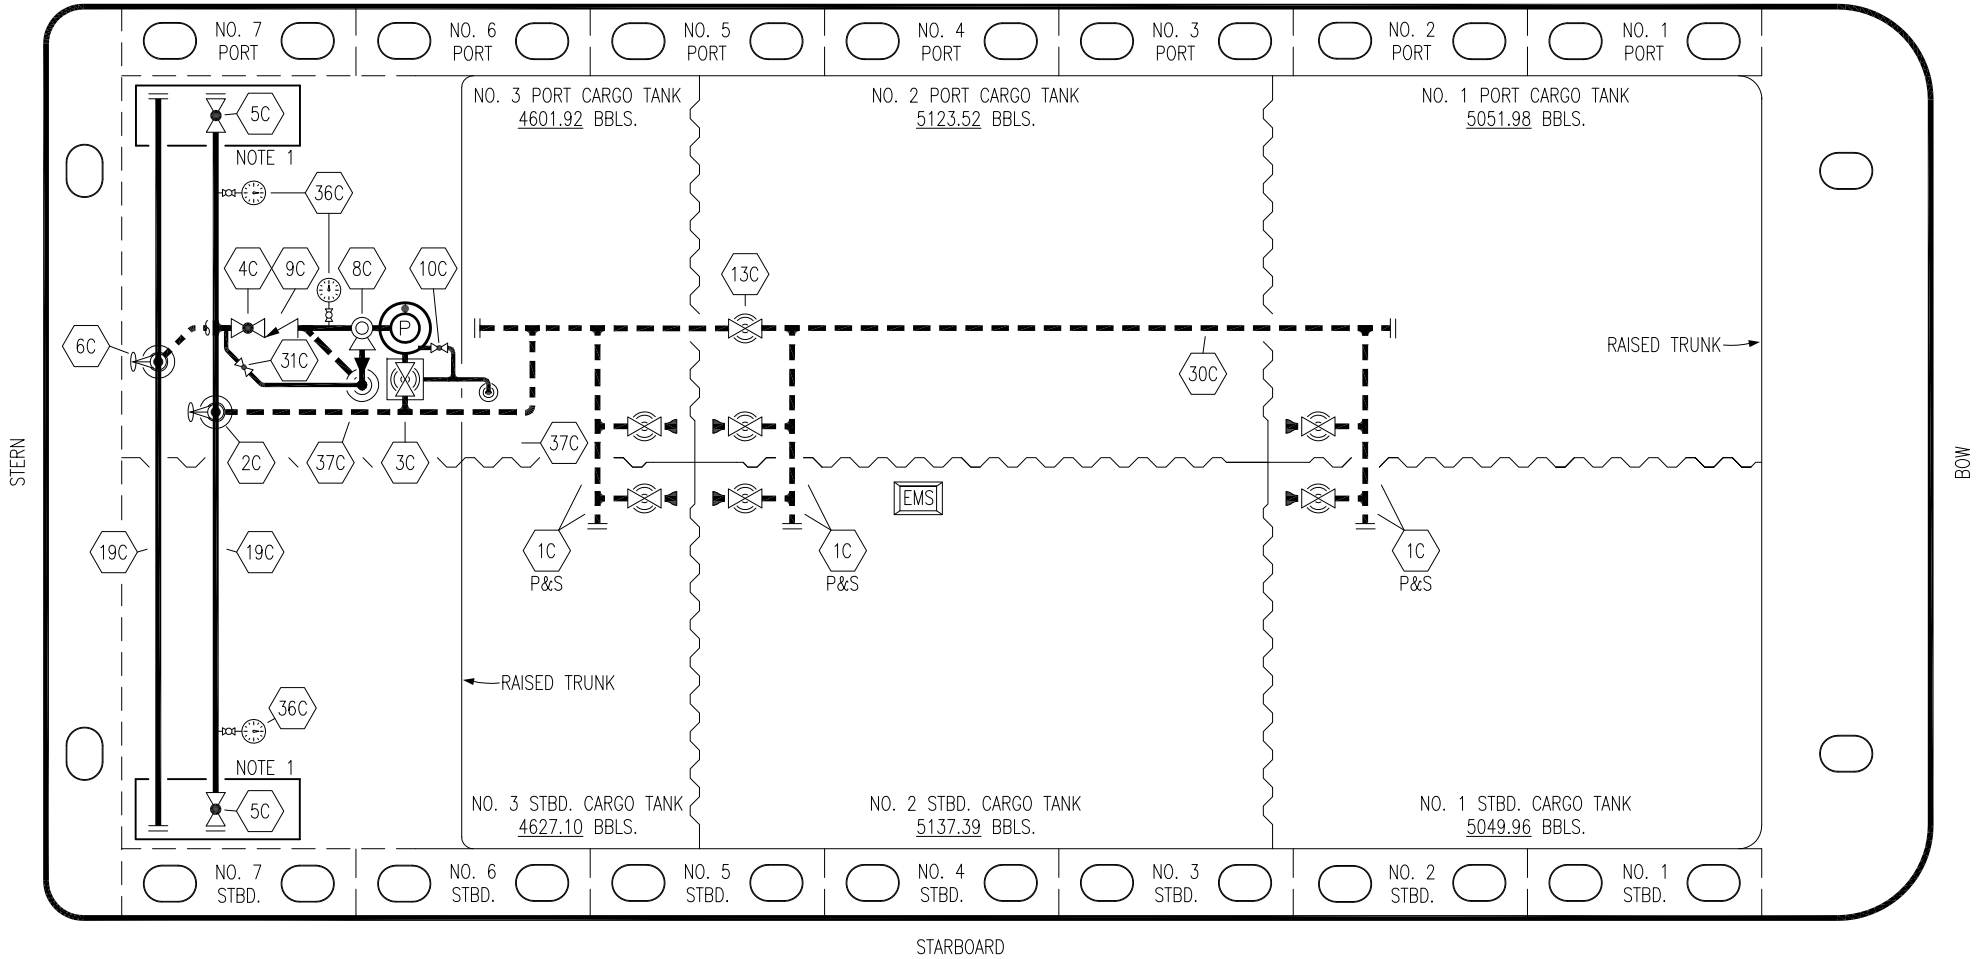 NO. 7
PORT
NO. 6
PORT
NO. 5
PORT
NO. 4
PORT
NO. 3
PORT
NO. 2
PORT
NO. 1
PORT
NO. 3 PORT CARGO TANK
4601.92 BBLS.
NO. 2 PORT CARGO TANK
5123.52 BBLS.
NO. 1 PORT CARGO TANK
5051.98 BBLS.
5C
NOTE 1
36C
4C
9C
8C
10C
13C
P
6C
31C
30C
RAISED TRUNK
2C
37C
3C
37C
STERN
BOW
EMS
19C
19C
1C
P&S
1C
P&S
1C
P&S
RAISED TRUNK
36C
NOTE 1
5C
NO. 3 STBD. CARGO TANK
4627.10 BBLS.
NO. 2 STBD. CARGO TANK
5137.39 BBLS.
NO. 1 STBD. CARGO TANK
5049.96 BBLS.
NO. 7
STBD.
NO. 6
STBD.
NO. 5
STBD.
NO. 4
STBD.
NO. 3
STBD.
NO. 2
STBD.
NO. 1
STBD.
STARBOARD